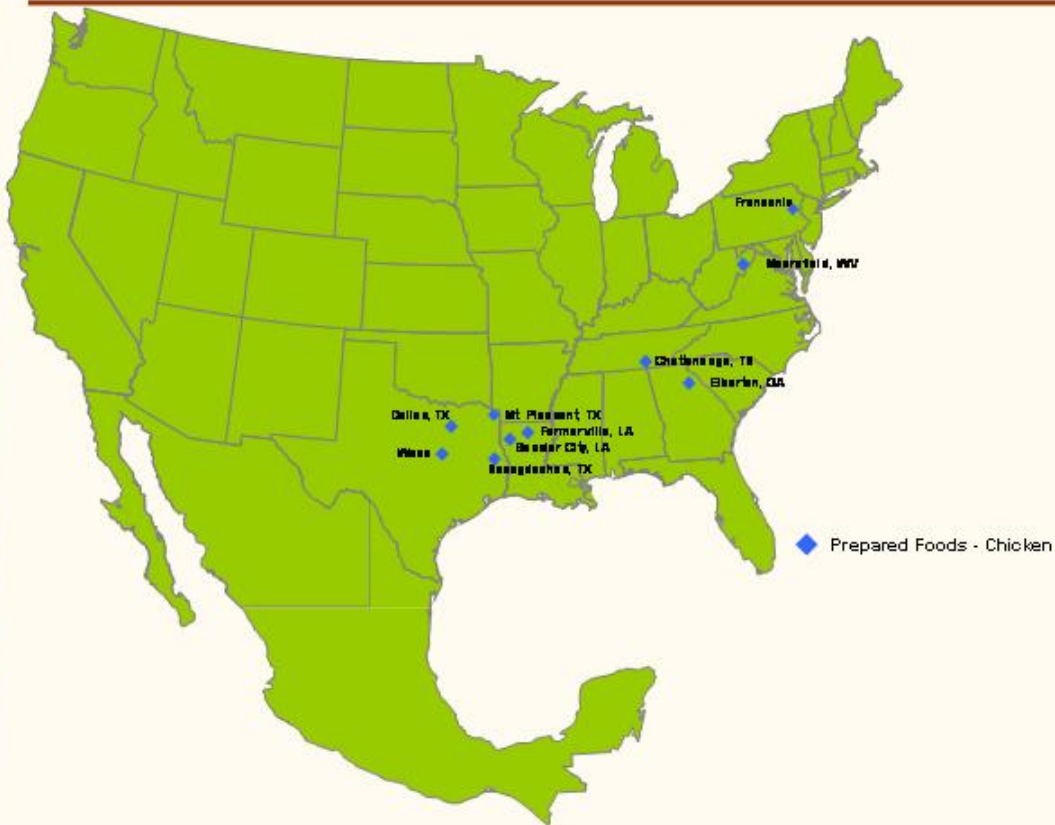 Franconia
Moorefield, WV
Chattanooga, TN
Elberton, GA
Dallas, TX
Mt Pleasant, TX
Farmerville, LA
Bossier City, LA
Waco
Nacogdoches, TX
Prepared Foods - Chicken